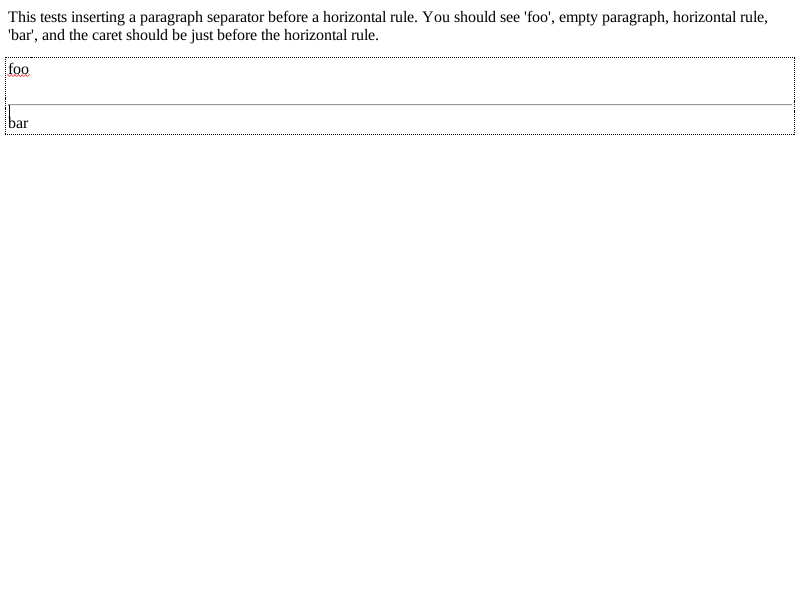 This tests inserting a paragraph separator before a horizontal rule. You should see 'foo', empty paragraph, horizontal rule,
'bar', and the caret should be just before the horizontal rule.
foo
bar